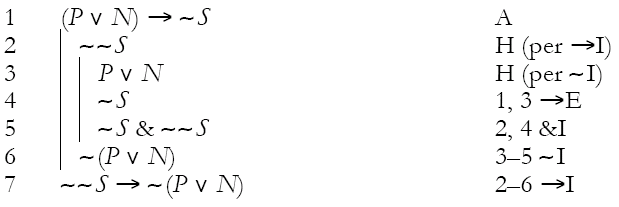 1 (P v N) → ~S A
2 ~~S H (per →I)
3 P v N H (per ~I)
4 ~S 1, 3 →E
5 ~S & ~~S 2, 4 &I
6 ~(P v N) 3–5 ~I
7 ~~S → ~(P v N) 2–6 →I